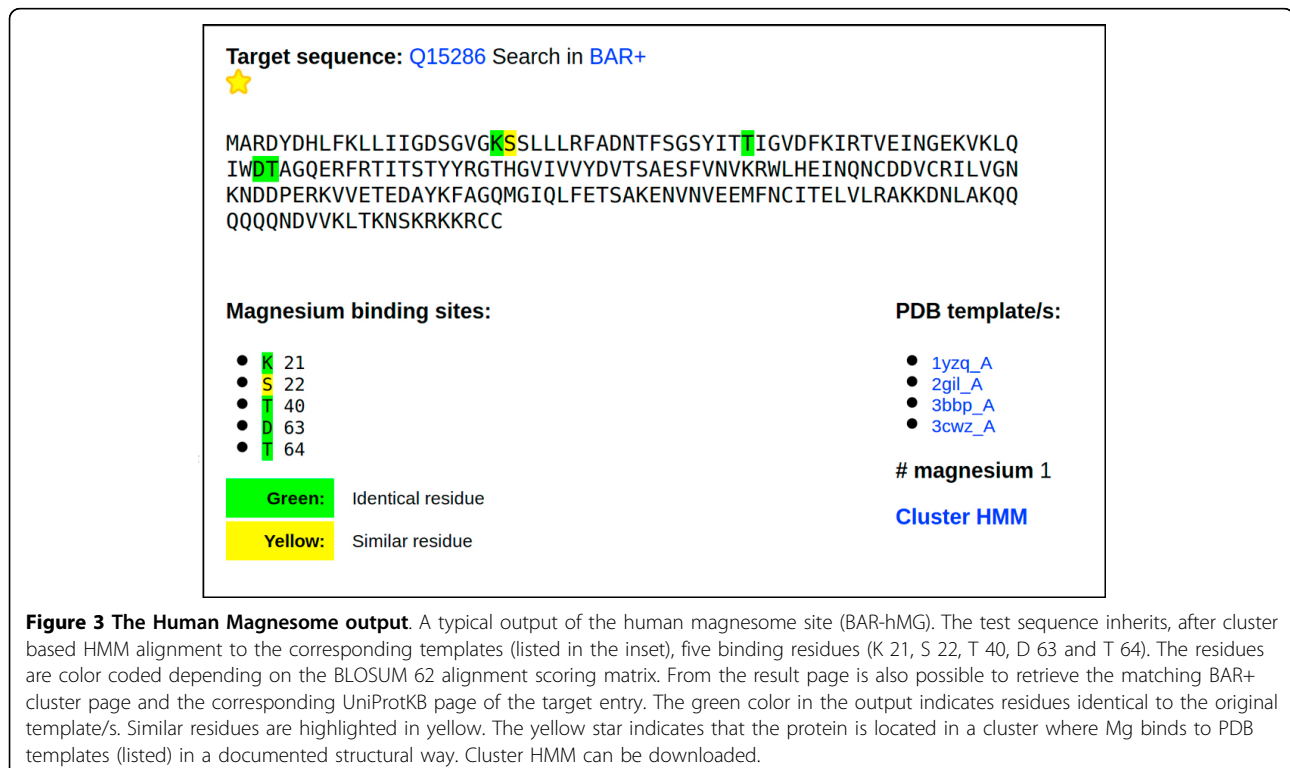 Target sequence: Q15286 Search in BAR+
MARDYDHLFKLLIIGDSGVGKSSLLLRFADNTFSGSYITTIGVDFKIRTVEINGEKVKLQ
IWDTAGQERFRTITSTYYRGTHGVIVVYDVTSAESFVNVKRWLHEINQNCDDVCRILVGN
KNDDPERKVVETEDAYKFAGQMGIQLFETSAKENVNVEEMFNCITELVLRAKKDNLAKQQ
QQQQNDVVKLTKNSKRKKRCC
Magnesium binding sites:
K 21
S 22
T 40
D 63
T 64
Green: Identical residue
Yellow: Similar residue
PDB template/s:
1yzq_A
2gil_A
3bbp_A
3cwz_A
# magnesium 1
Cluster HMM
Figure 3 The Human Magnesome output. A typical output of the human magnesome site (BAR-hMG). The test sequence inherits, after cluster
based HMM alignment to the corresponding templates (listed in the inset), five binding residues (K 21, S 22, T 40, D 63 and T 64). The residues
are color coded depending on the BLOSUM 62 alignment scoring matrix. From the result page is also possible to retrieve the matching BAR+
cluster page and the corresponding UniProtKB page of the target entry. The green color in the output indicates residues identical to the original
template/s. Similar residues are highlighted in yellow. The yellow star indicates that the protein is located in a cluster where Mg binds to PDB
templates (listed) in a documented structural way. Cluster HMM can be downloaded.